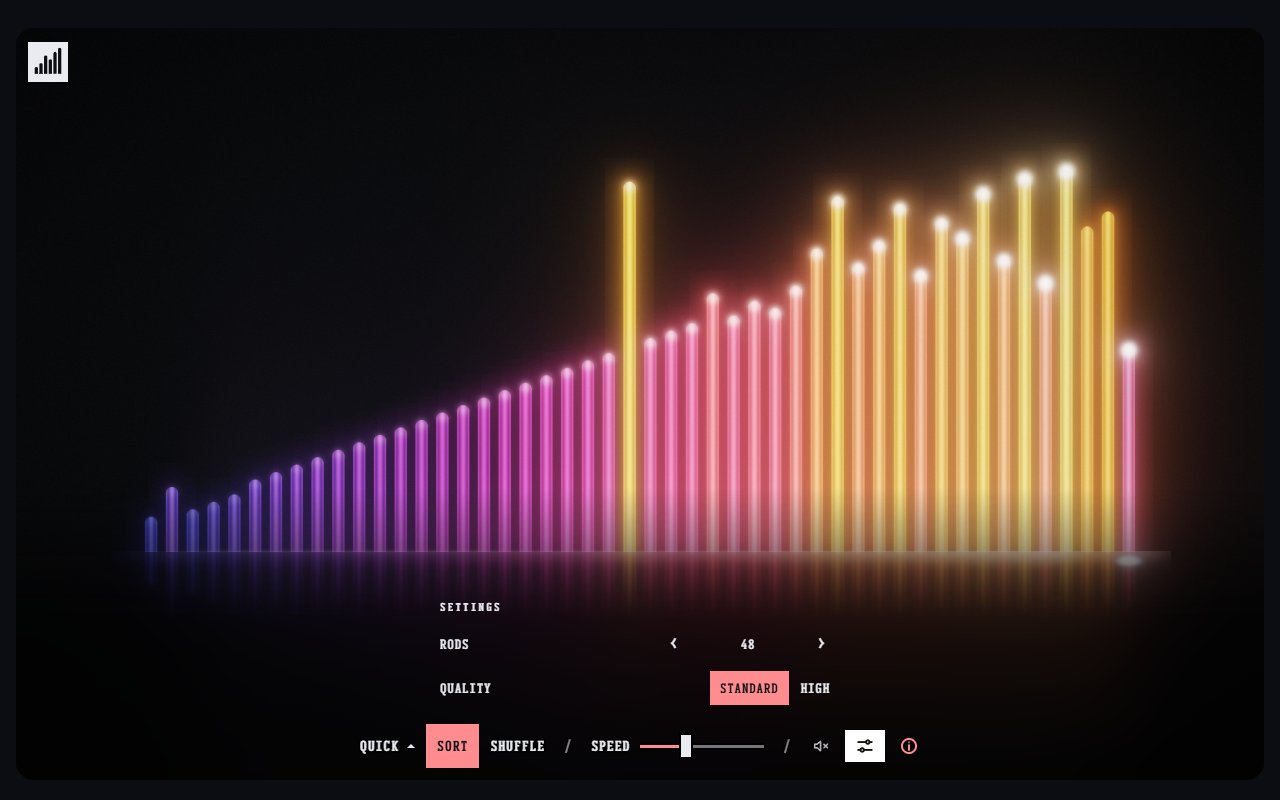 SETTINGS
RODS 48
QUALITY STANDARD HIGH
QUICK SORT SHUFFLE / SPEED /